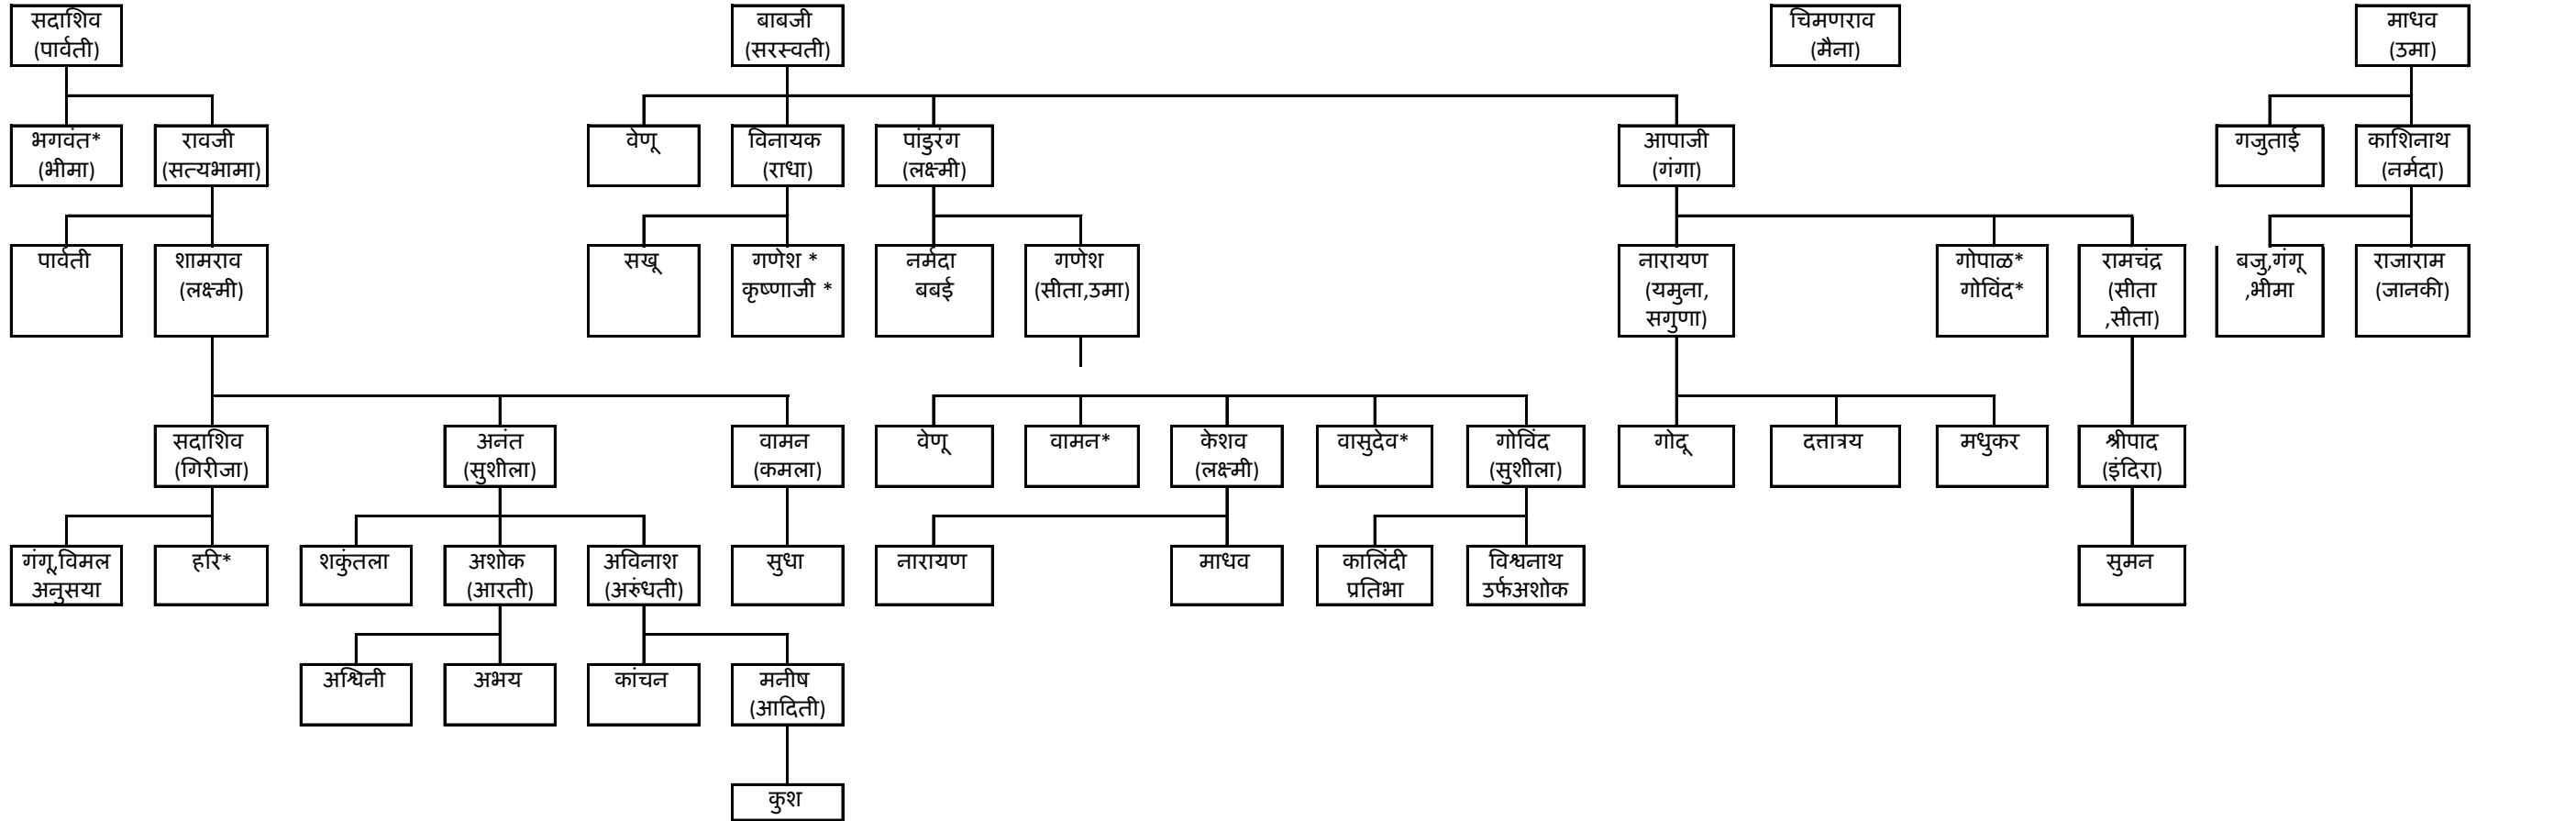 सदाशिव
(पार्वती)
बाबजी
(सरस्वती)
चिमणराव
(मैना)
माधव
(उमा)
भगवंत*
(भीमा)
रावजी
(सत्यभामा)
वेणू
विनायक
(राधा)
पांडुरंग
(लक्ष्मी)
आपाजी
(गंगा)
गजुताई
काशिनाथ
(नर्मदा)
पार्वती
शामराव
(लक्ष्मी)
सखू
गणेश *
कृष्णाजी *
नर्मदा
बबई
गणेश
(सीता,उमा)
नारायण
(यमुना,
सगुणा)
गोपाळ*
गोविंद*
रामचंद्र
(सीता
,सीता)
बजु,गंगू
,भीमा
राजाराम
(जानकी)
सदाशिव
(गिरीजा)
अनंत
(सुशीला)
वामन
(कमला)
वेणू
वामन*
केशव
(लक्ष्मी)
वासुदेव*
गोविंद
(सुशीला)
गोदू
दत्तात्रय
मधुकर
श्रीपाद
(इंदिरा)
गंगू,विमल
अनुसया
हरि*
शकुंतला
अशोक
(आरती)
अविनाश
(अरुंधती)
सुधा
नारायण
माधव
कालिंदी
प्रतिभा
विश्वनाथ
उर्फअशोक
सुमन
अश्विनी
अभय
कांचन
मनीष
(आदिती)
कुश